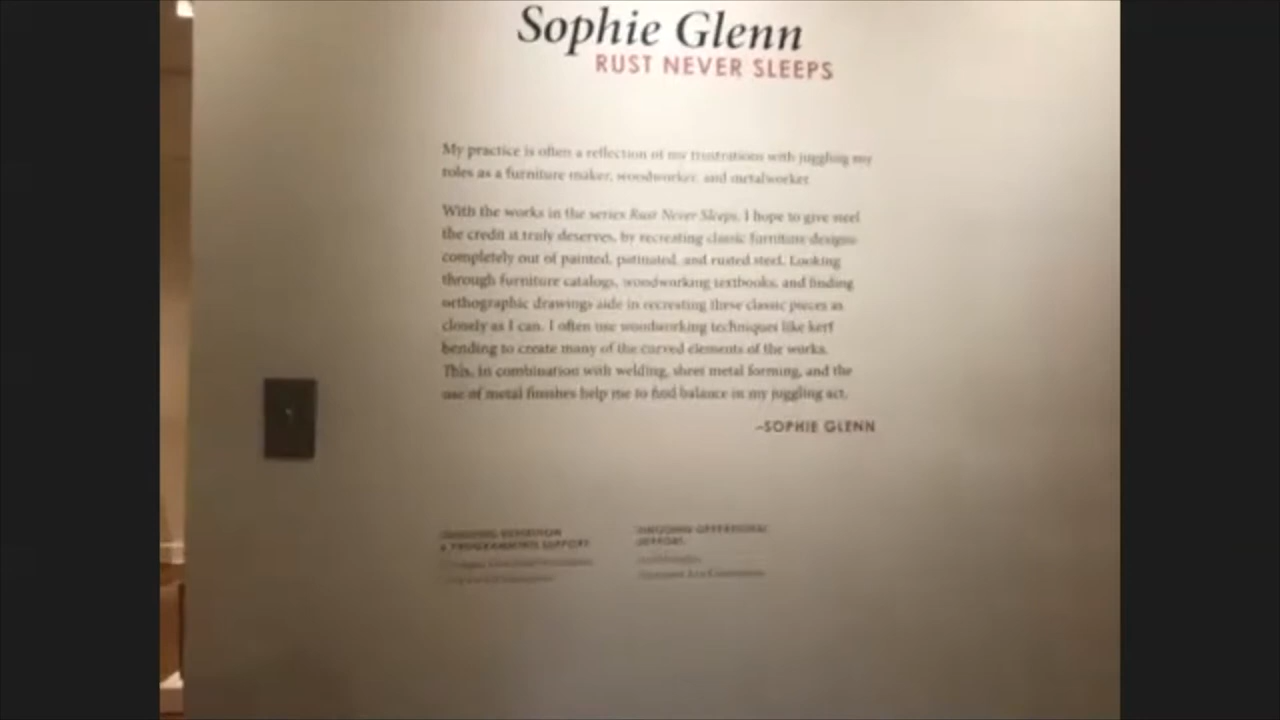 Sophie Glenn
RUST NEVER SLEEPS
My practice is often a reflection of my frustrations with juggling my
roles as a furniture maker, woodworker, and metalworker.
With the works in the series Rust Never Sleeps, I hope to give steel
the credit it truly deserves, by recreating classic furniture designs
completely out of painted, patinated, and rusted steel. Looking
through furniture catalogs, woodworking textbooks, and finding
orthographic drawings aide in recreating these classic pieces as
closely as I can. I often use woodworking techniques like kerf
bending to create many of the curved elements of the works.
This, in combination with welding, sheet metal forming, and the
use of metal finishes help me to find balance in my juggling act.
–SOPHIE GLENN
& PROGRAMMING SUPPORT
ONGOING OPERATIONAL
SUPPORT